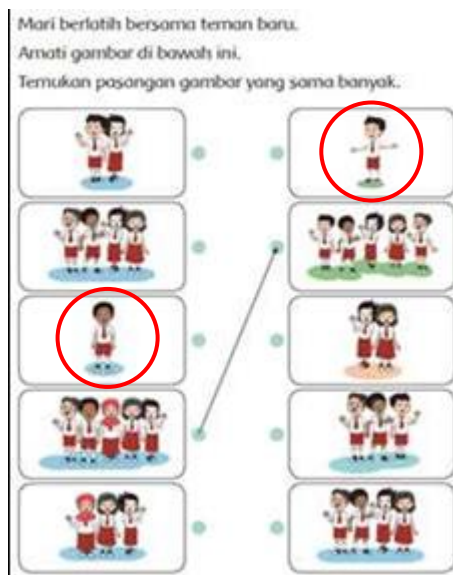 Mari berlatih bersama teman baru.
Amati gambar di bawah ini.
Temukan pasangan gambar yang sama banyak.